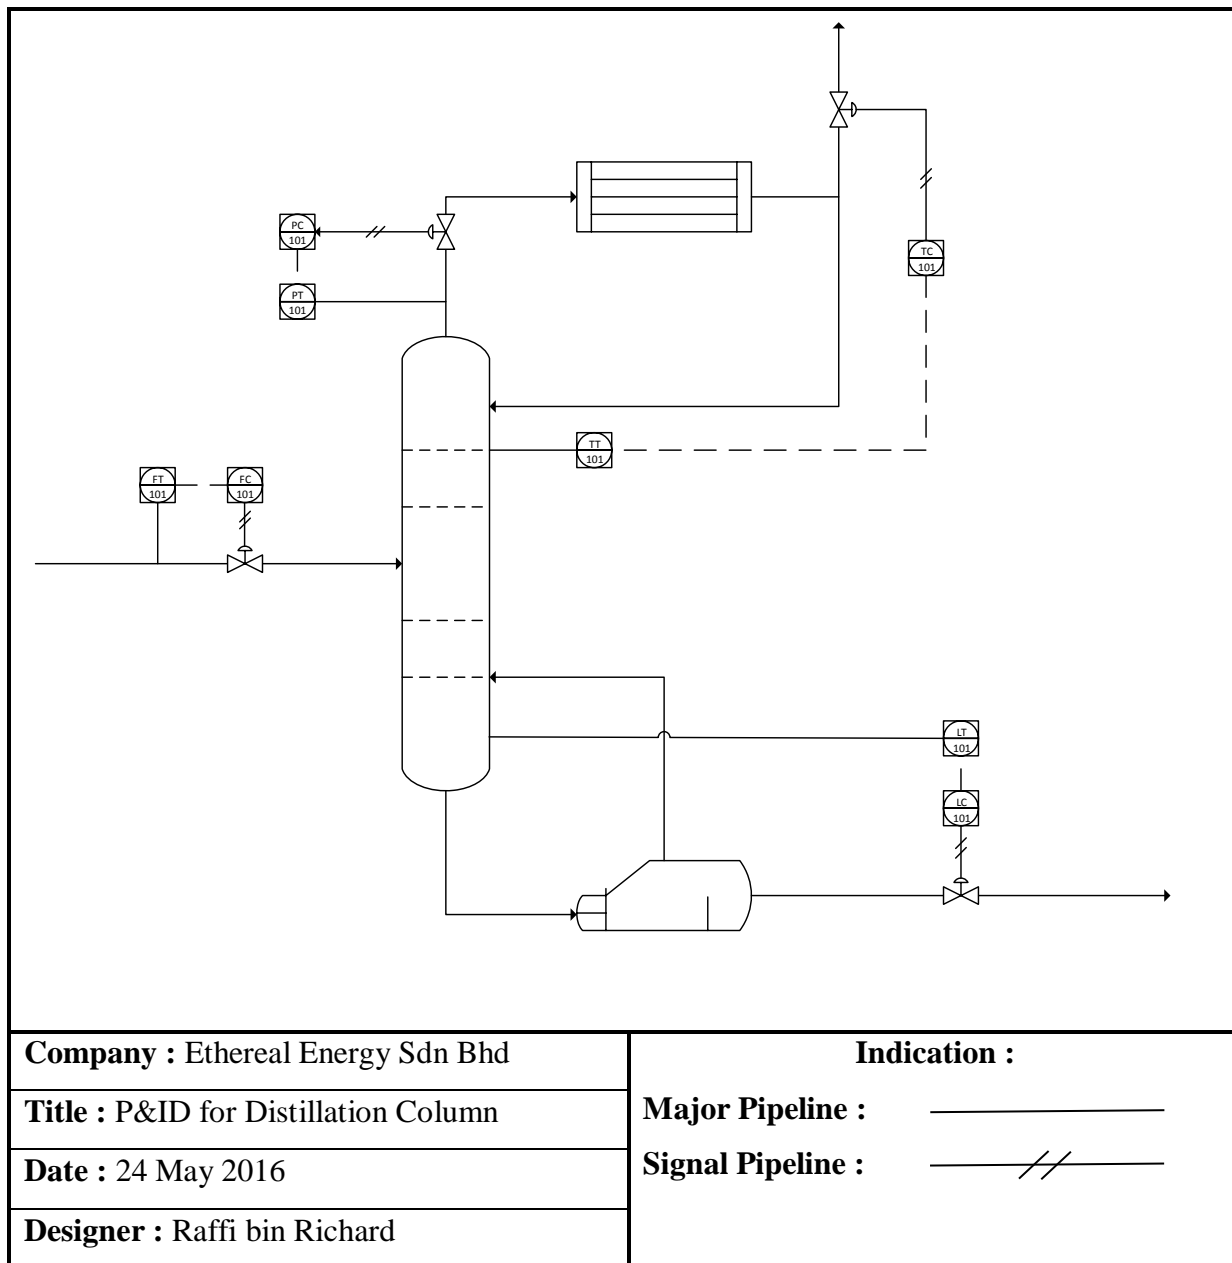 PC
101
PT
101
TC
101
TT
101
FT
101
FC
101
LT
101
LC
101
Company : Ethereal Energy Sdn Bhd
Title : P&ID for Distillation Column
Date : 24 May 2016
Designer : Raffi bin Richard
Indication :
Major Pipeline :
Signal Pipeline :